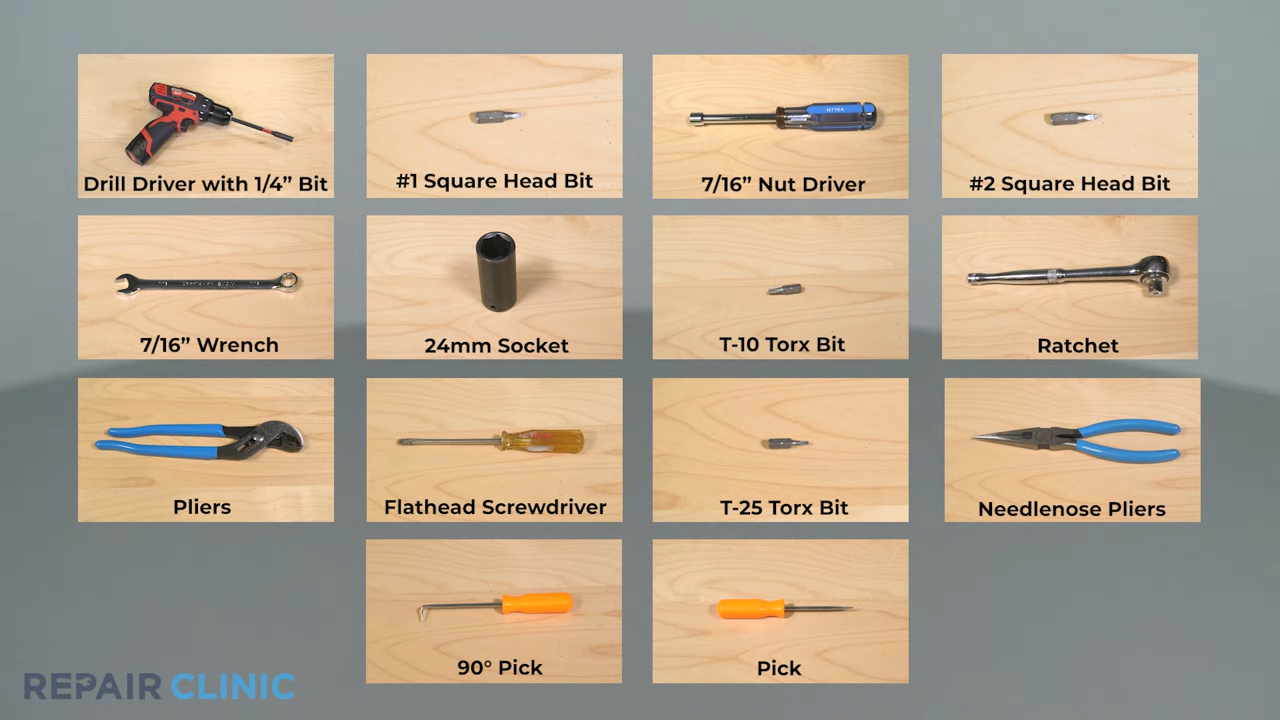 Drill Driver with 1/4” Bit
#1 Square Head Bit
7/16” Nut Driver
#2 Square Head Bit
7/16” Wrench
24mm Socket
T-10 Torx Bit
Ratchet
Pliers
Flathead Screwdriver
T-25 Torx Bit
Needlenose Pliers
90° Pick
Pick
REPAIR CLINIC